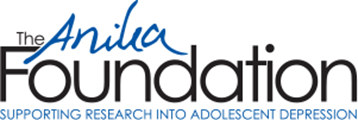 The Anika
Foundation
SUPPORTING RESEARCH INTO ADOLESCENT DEPRESSION